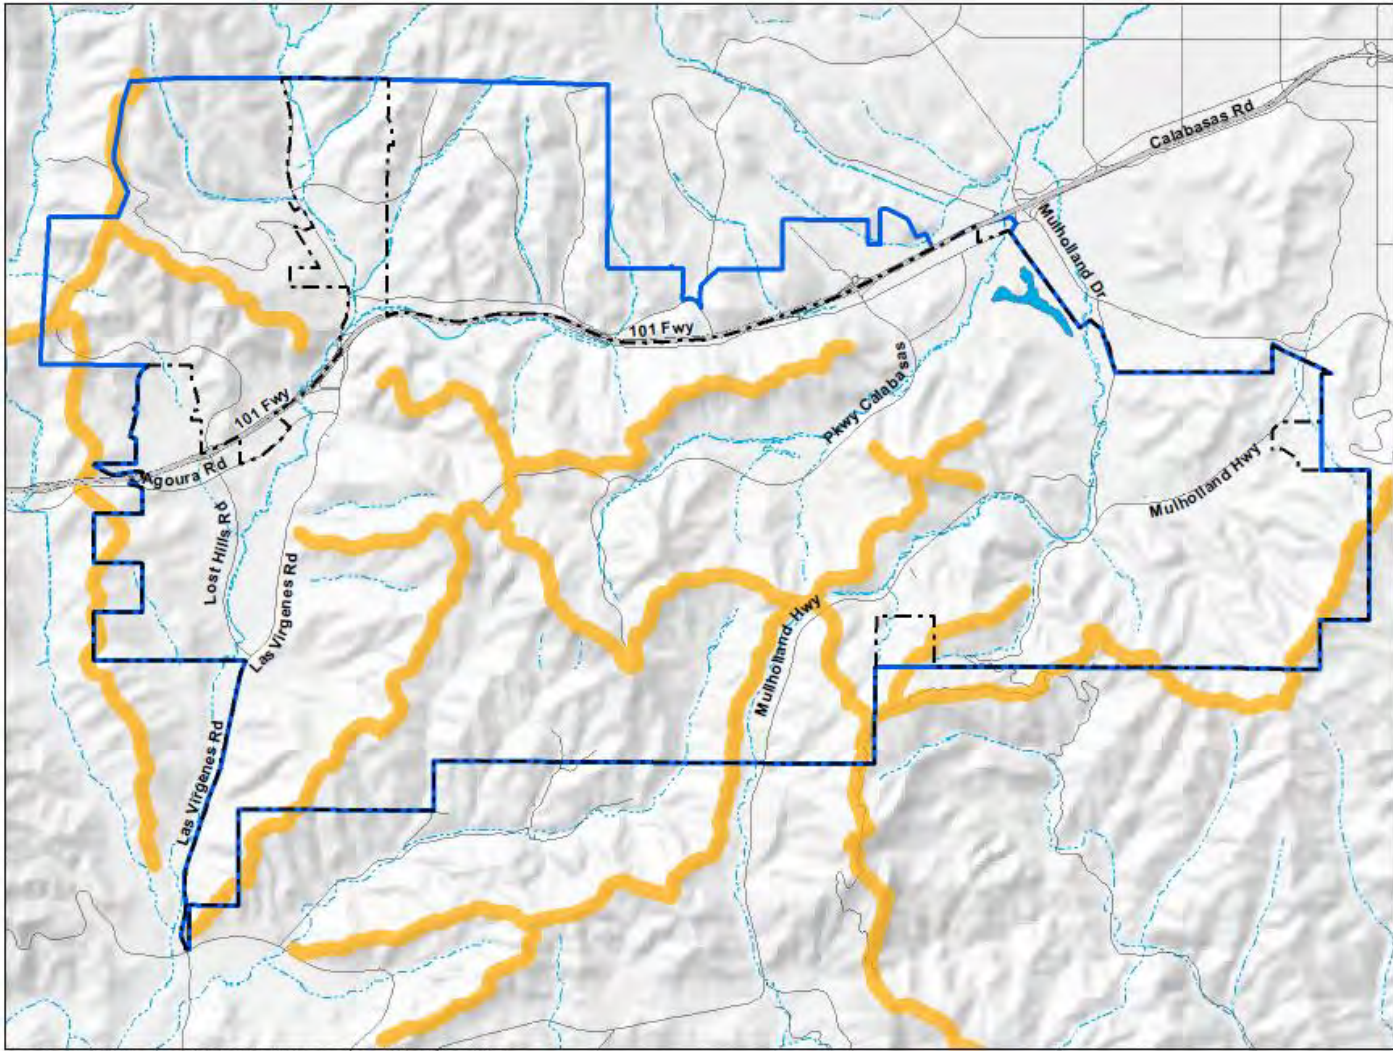 Calabasas Rd
Mulholland Dr
101 Fwy
Pkwy Calabasas
101 Fwy
Agoura Rd
Mulholland Hwy
Lost Hills Rd
Las Virgenes Rd
Mullholland Hwy
Las Virgenes Rd